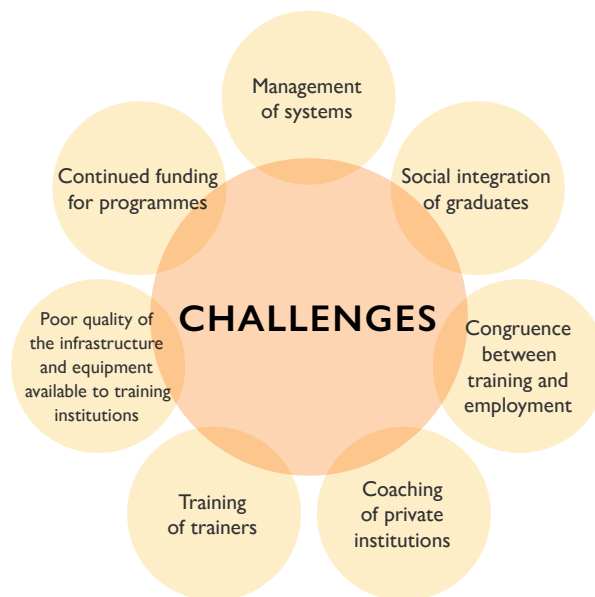 Management
of systems
Social integration
of graduates
Continued funding
for programmes
CHALLENGES
Congruence
between
training and
employment
Poor quality of
the infrastructure
and equipment
available to training
institutions
Coaching
of private
institutions
Training
of trainers